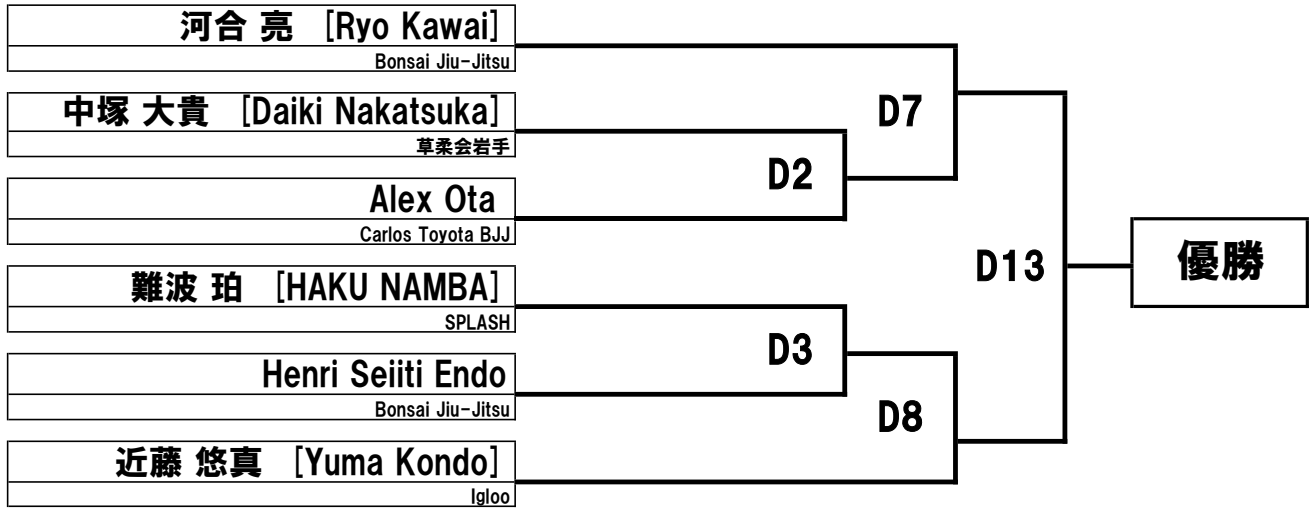 河合 亮 [Ryo Kawai]
Bonsai Jiu-Jitsu
中塚 大貴 [Daiki Nakatsuka]
草柔会岩手
D7
D2
Alex Ota
Carlos Toyota BJJ
難波 珀 [HAKU NAMBA]
SPLASH
D13
優勝
D3
Henri Seiiti Endo
Bonsai Jiu-Jitsu
D8
近藤 悠真 [Yuma Kondo]
Igloo